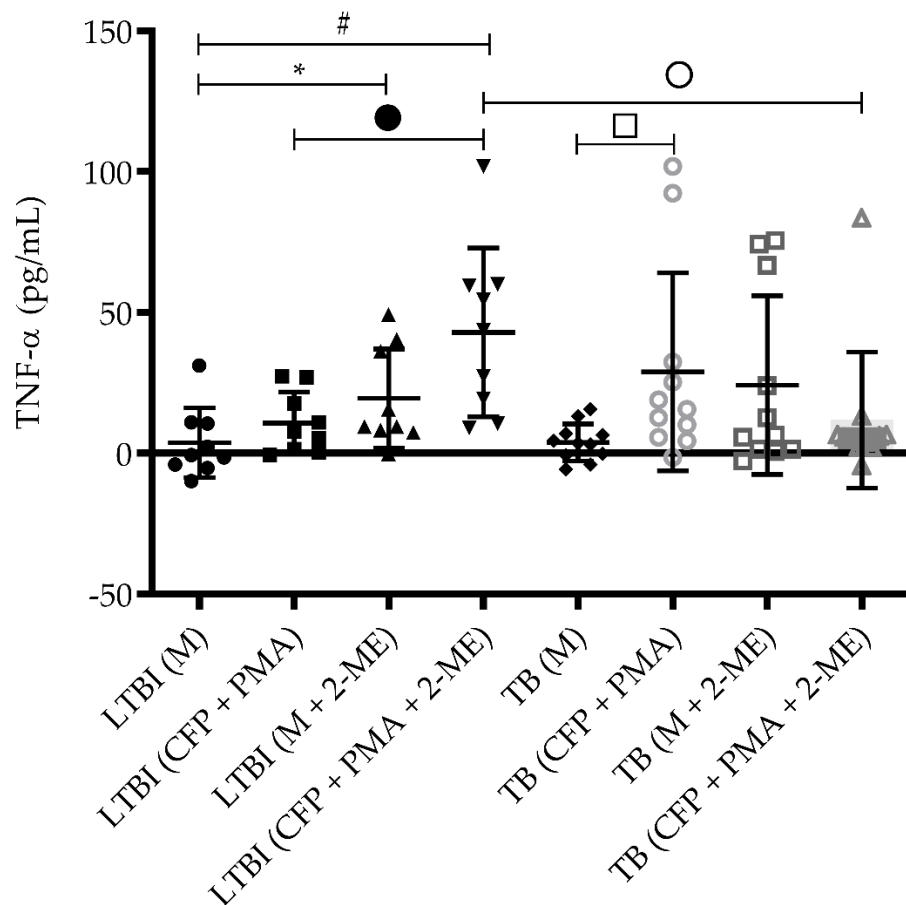 150
100
50
0
-50
TNF-α (pg/mL)
#
*
LTBI (M)
LTBI (CFP + PMA)
LTBI (M + 2-ME)
LTBI (CFP + PMA + 2-ME)
TB (M)
TB (CFP + PMA)
TB (M + 2-ME)
TB (CFP + PMA + 2-ME)